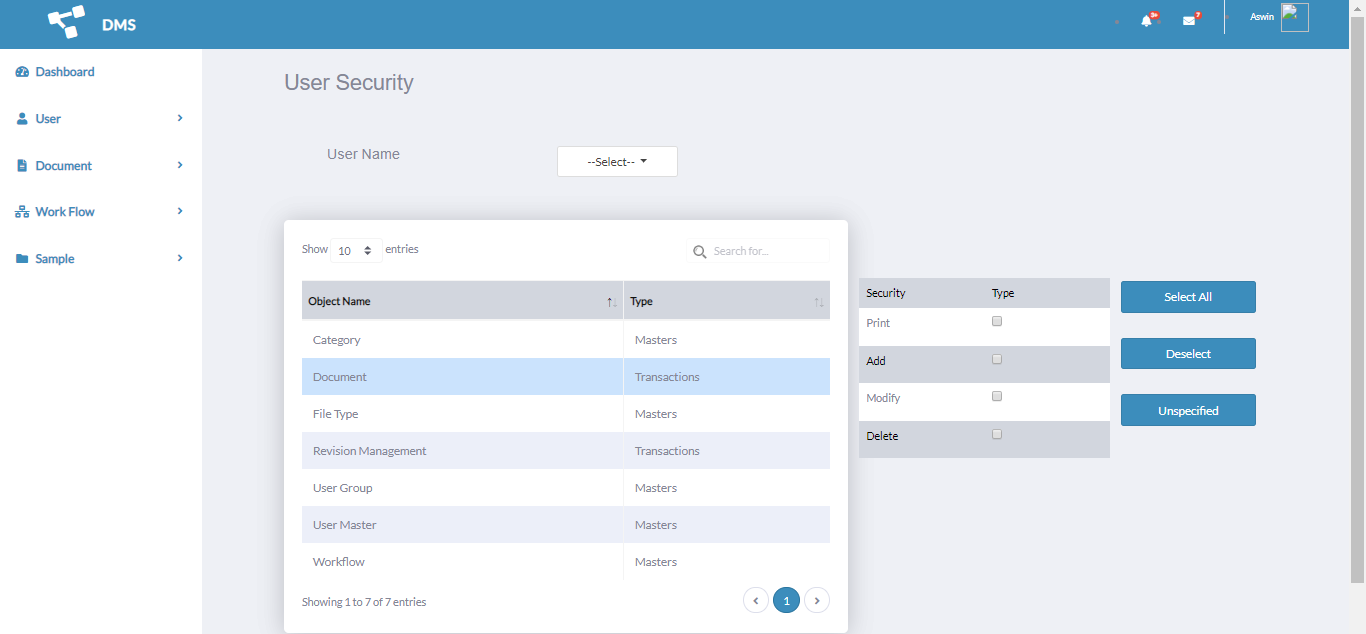 DMS
9+
7
Aswin
Dashboard
User
Document
Work Flow
Sample
User Security
User Name
--Select--
Show 10 entries
Search for...
Object Name Type
Category Masters
Document Transactions
File Type Masters
Revision Management Transactions
User Group Masters
User Master Masters
Workflow Masters
Showing 1 to 7 of 7 entries
1
Security Type
Print
Add
Modify
Delete
Select All
Deselect
Unspecified